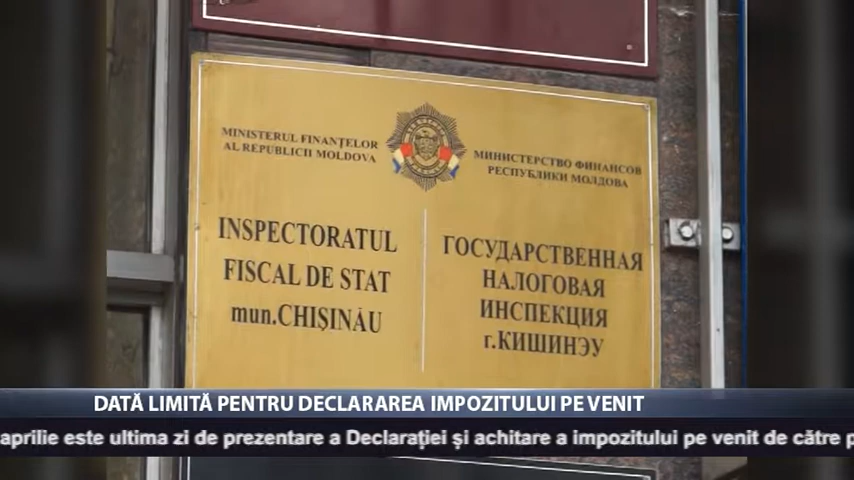 MINISTERUL FINANȚELOR
AL REPUBLICII MOLDOVA
МИНИСТЕРСТВО ФИНАНСОВ
РЕСПУБЛИКИ МОЛДОВА
INSPECTORATUL
FISCAL DE STAT
mun.CHIȘINĂU
ГОСУДАРСТВЕННАЯ
НАЛОГОВАЯ
ИНСПЕКЦИЯ
г.КИШИНЭУ
DATĂ LIMITĂ PENTRU DECLARAREA IMPOZITULUI PE VENIT
aprilie este ultima zi de prezentare a Declarației și achitare a impozitului pe venit de către